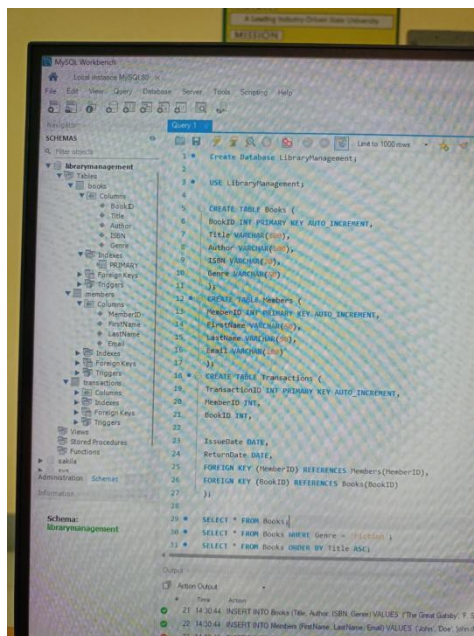 A Leading Industry-Driven State University
MISSION
MySQL Workbench
Local instance MySQL80
File Edit View Query Database Server Tools Scripting Help
Navigator
SCHEMAS
Filter objects
librarymanagement
Tables
books
Columns
BookID
Title
Author
ISBN
Genre
Indexes
PRIMARY
Foreign Keys
Triggers
members
Columns
MemberID
FirstName
LastName
Email
Indexes
Foreign Keys
Triggers
transactions
Columns
Indexes
Foreign Keys
Triggers
Views
Stored Procedures
Functions
sakila
sys
Administration Schemas
Information
Schema:
librarymanagement
Query 1
Limit to 1000 rows
1 Create Database LibraryManagement;
2
3 USE LibraryManagement;
4
5 CREATE TABLE Books (
6 BookID INT PRIMARY KEY AUTO_INCREMENT,
7 Title VARCHAR
8 Author VARCHAR
9 ISBN VARCHAR
10 Genre VARCHAR
11 );
12 CREATE TABLE Members (
13 MemberID INT PRIMARY KEY AUTO_INCREMENT,
14 FirstName VARCHAR
15 LastName VARCHAR
16 Email VARCHAR
17 );
18 CREATE TABLE Transactions (
19 TransactionID INT PRIMARY KEY AUTO_INCREMENT,
20 MemberID INT,
21 BookID INT,
22
23 IssueDate DATE,
24 ReturnDate DATE,
25 FOREIGN KEY (MemberID) REFERENCES Members(MemberID),
26 FOREIGN KEY (BookID) REFERENCES Books(BookID)
27 );
28
29 SELECT * FROM Books;
30 SELECT * FROM Books WHERE Genre = 'Fiction';
31 SELECT * FROM Books ORDER BY Title ASC;
Output
Action Output
# Time Action
21 14:30:44 INSERT INTO Books (Title, Author, ISBN, Genre) VALUES ('The Great Gatsby', 'F. S
22 14:30:44 INSERT INTO Members (FirstName, LastName, Email) VALUES ('John', 'Doe', 'john